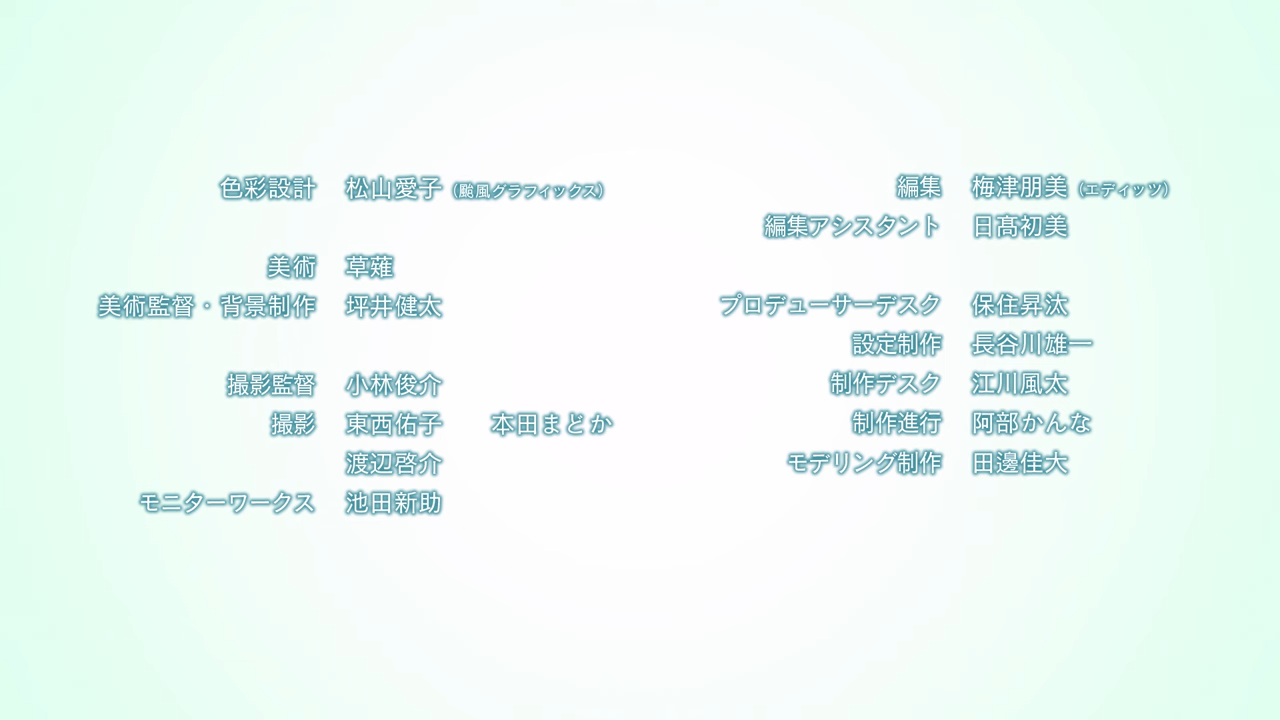 色彩設計 松山愛子（颱風グラフィックス）
美術 草薙
美術監督・背景制作 坪井健太
撮影監督 小林俊介
撮影 東西佑子 本田まどか
渡辺啓介
モニターワークス 池田新助
編集 梅津朋美（エディッツ）
編集アシスタント 日髙初美
プロデューサーデスク 保住昇汰
設定制作 長谷川雄一
制作デスク 江川風太
制作進行 阿部かんな
モデリング制作 田邊佳大